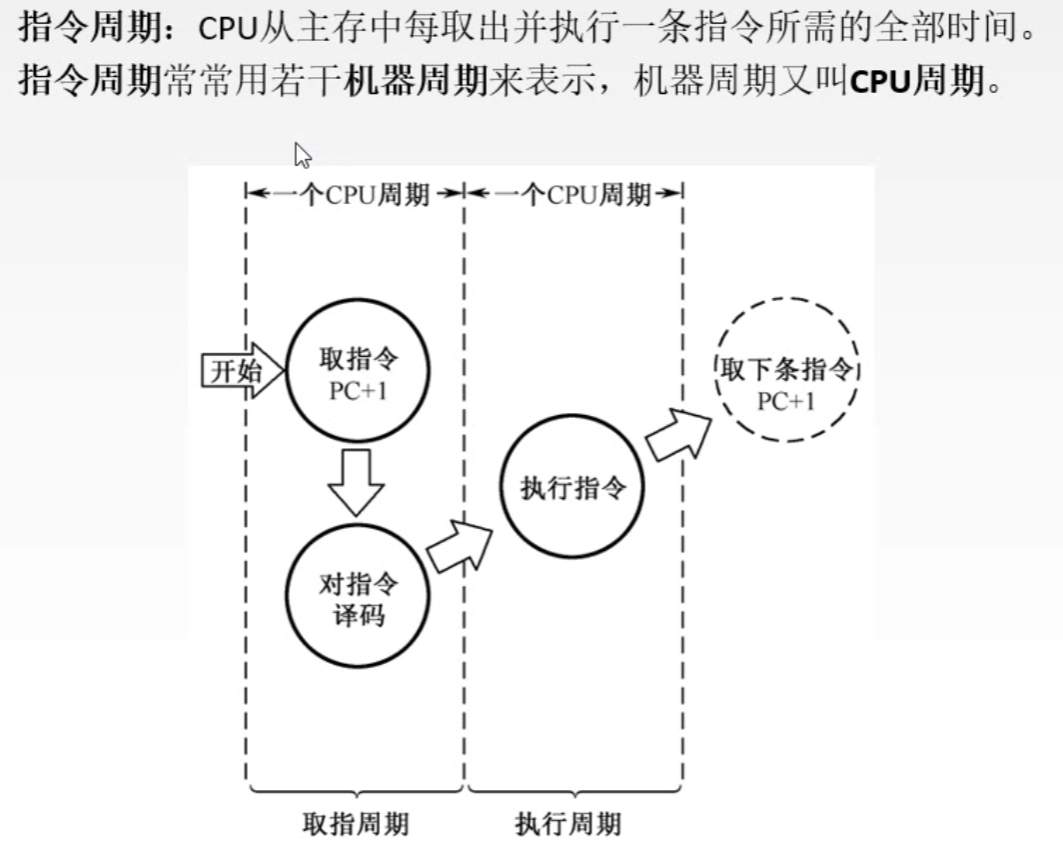 指令周期：CPU从主存中每取出并执行一条指令所需的全部时间。
指令周期常常用若干机器周期来表示，机器周期又叫CPU周期。
一个CPU周期
一个CPU周期
开始
取指令
PC+1
取下条指令
PC+1
执行指令
对指令
译码
取指周期
执行周期